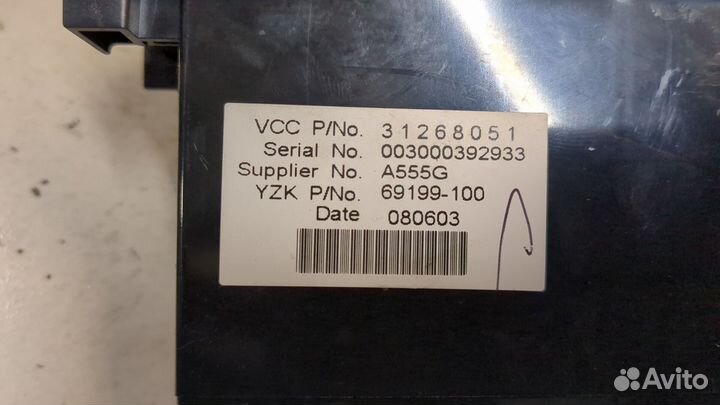 VCC P/No. 31268051
Serial No. 003000392933
Supplier No. A555G
YZK P/No. 69199-100
Date 080603
Avito